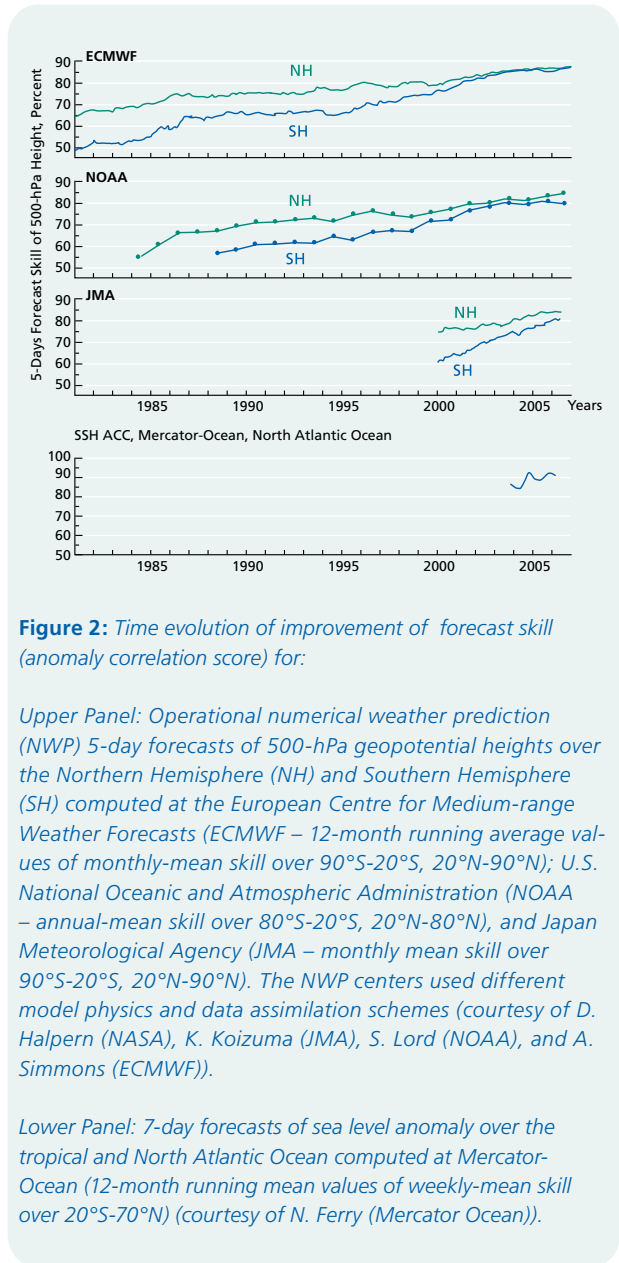 5-Days Forecast Skill of 500-hPa Height, Percent
ECMWF
90
80
70
60
50
NH
SH
NOAA
90
80
70
60
50
NH
SH
JMA
90
80
70
60
50
NH
SH
1985 1990 1995 2000 2005 Years
SSH ACC, Mercator-Ocean, North Atlantic Ocean
100
90
80
70
60
50
1985 1990 1995 2000 2005
Figure 2: Time evolution of improvement of forecast skill
(anomaly correlation score) for:
Upper Panel: Operational numerical weather prediction
(NWP) 5-day forecasts of 500-hPa geopotential heights over
the Northern Hemisphere (NH) and Southern Hemisphere
(SH) computed at the European Centre for Medium-range
Weather Forecasts (ECMWF – 12-month running average val-
ues of monthly-mean skill over 90°S-20°S, 20°N-90°N); U.S.
National Oceanic and Atmospheric Administration (NOAA
– annual-mean skill over 80°S-20°S, 20°N-80°N), and Japan
Meteorological Agency (JMA – monthly mean skill over
90°S-20°S, 20°N-90°N). The NWP centers used different
model physics and data assimilation schemes (courtesy of D.
Halpern (NASA), K. Koizuma (JMA), S. Lord (NOAA), and A.
Simmons (ECMWF)).
Lower Panel: 7-day forecasts of sea level anomaly over the
tropical and North Atlantic Ocean computed at Mercator-
Ocean (12-month running mean values of weekly-mean skill
over 20°S-70°N) (courtesy of N. Ferry (Mercator Ocean)).